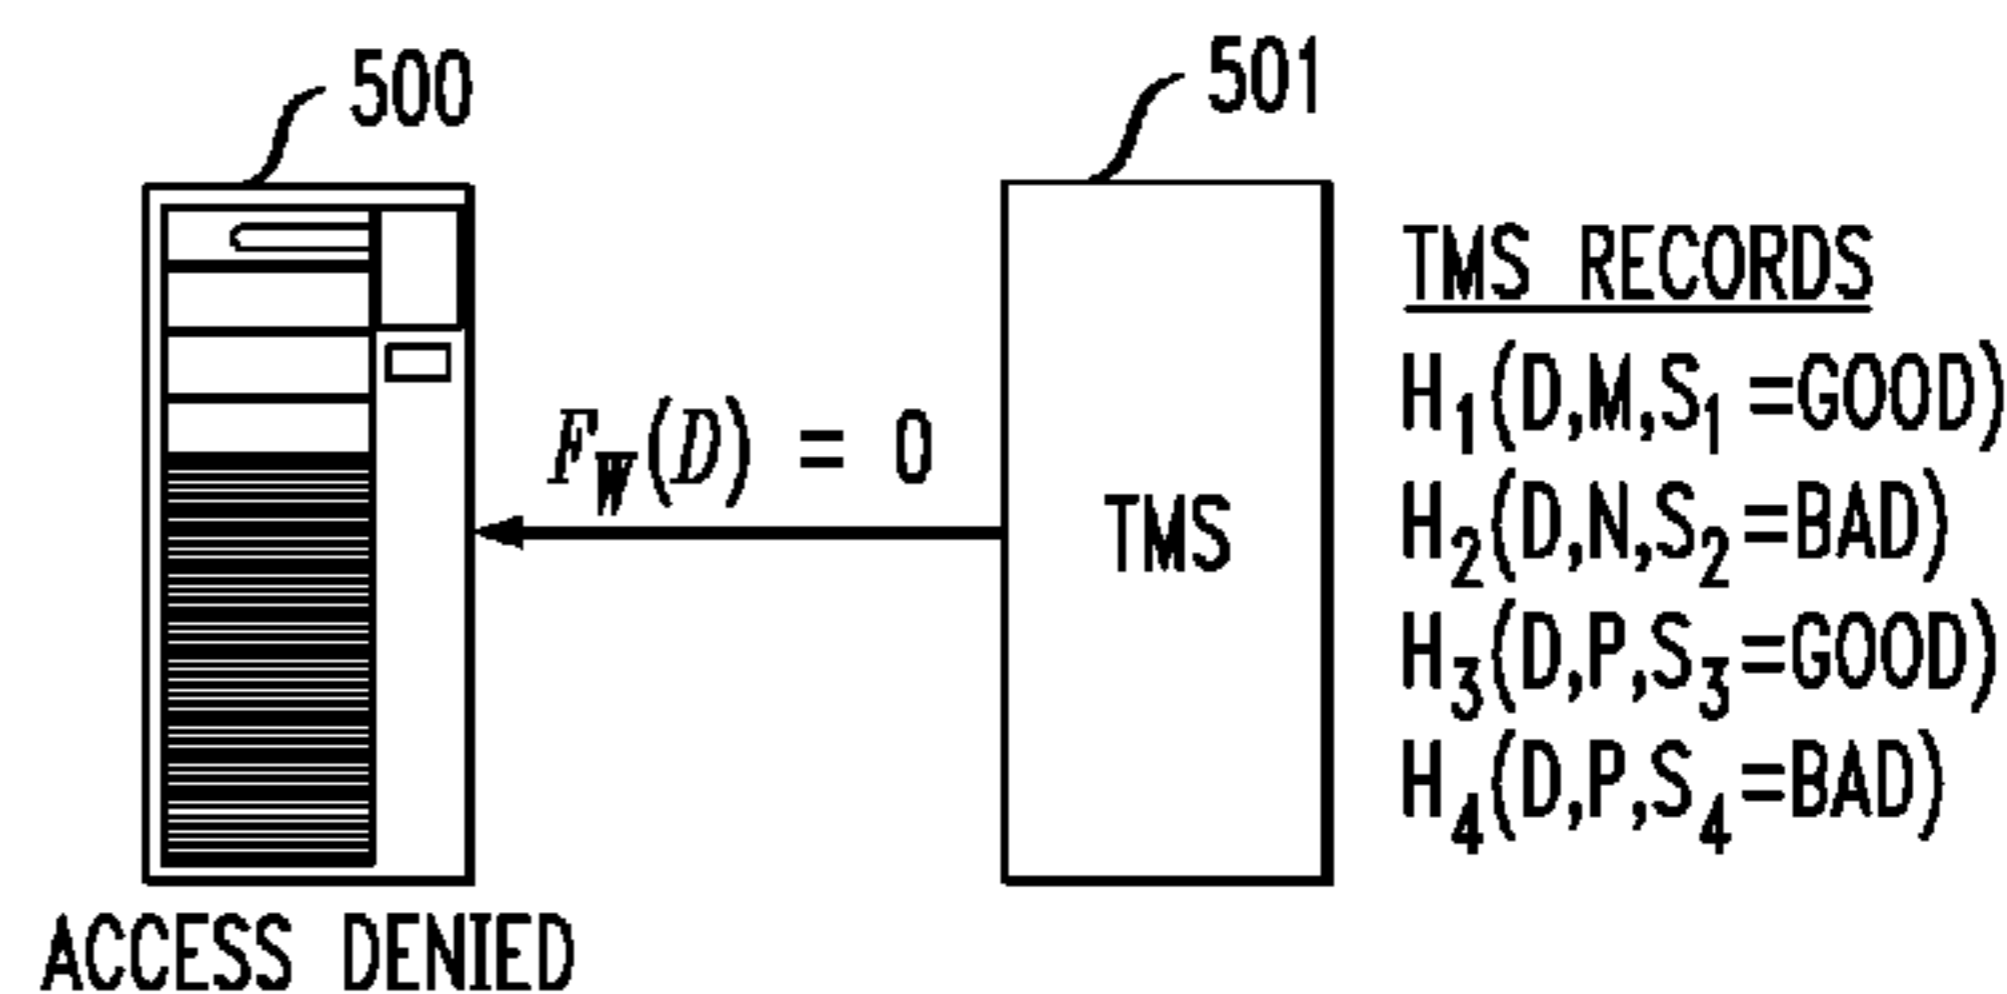 500
501
TMS RECORDS
H₁(D,M,S₁ =GOOD)
F_W(D) = 0
H₂(D,N,S₂=BAD)
TMS
H₃(D,P,S₃=GOOD)
H₄(D,P,S₄=BAD)
ACCESS DENIED